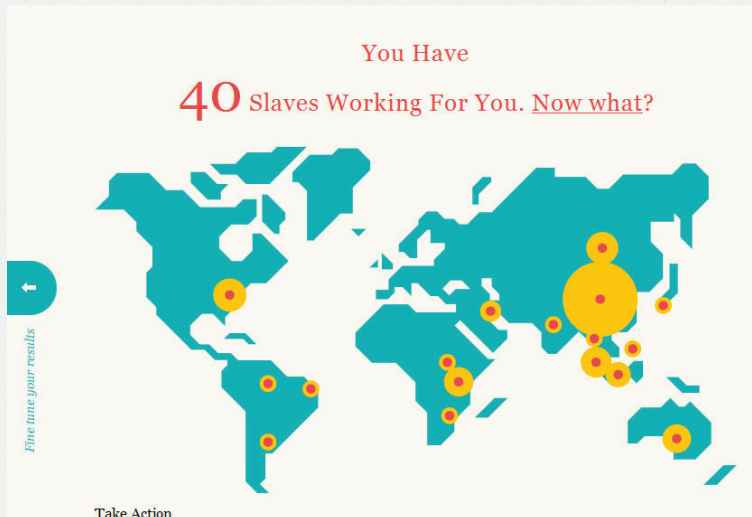 You Have
40 Slaves Working For You. Now what?
Fine tune your results
Take Action